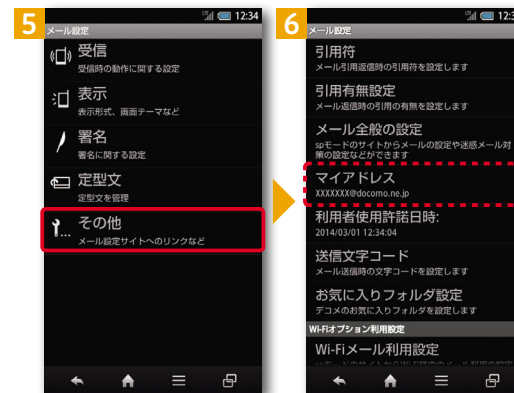 5
12:34
メール設定
受信
受信時の動作に関する設定
表示
表示形式、画面テーマなど
署名
署名に関する設定
定型文
定型文を管理
その他
メール設定サイトへのリンクなど
6
12:3
メール設定
引用符
メール引用返信時の引用符を設定します
引用有無設定
メール返信時の引用の有無を設定します
メール全般の設定
spモードのサイトからメールの設定や迷惑メール対
策の設定などができます
マイアドレス
XXXXXXX@docomo.ne.jp
利用者使用許諾日時:
2014/03/01 12:34:04
送信文字コード
メール送信時の文字コードを設定します
お気に入りフォルダ設定
デコメのお気に入りフォルダを設定します
Wi-Fiオプション利用設定
Wi-Fiメール利用設定